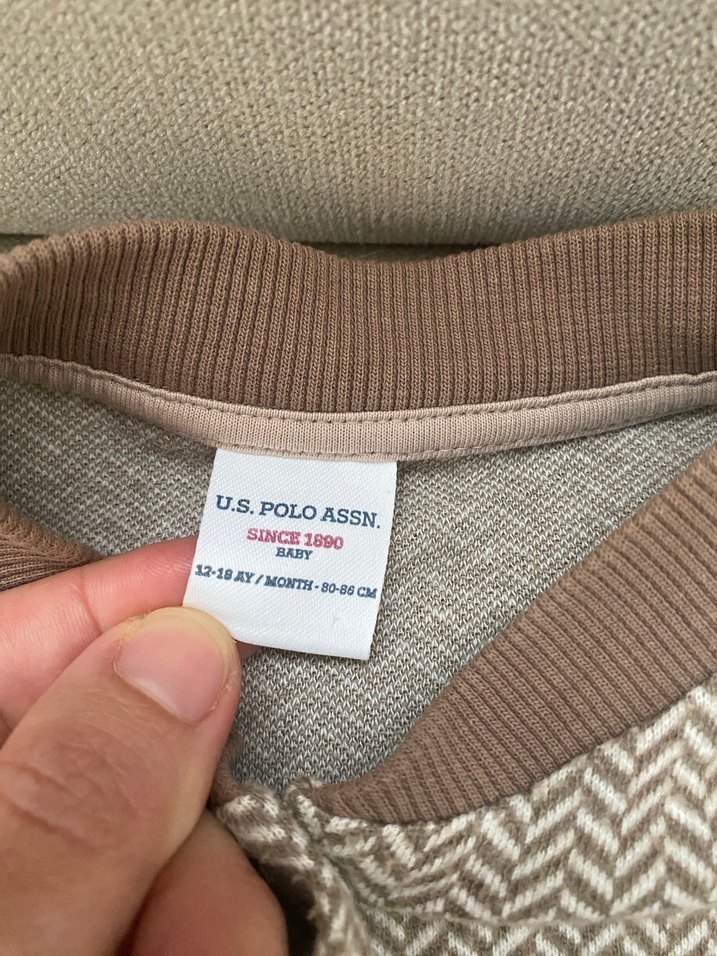 U.S. POLO ASSN.
SINCE 1890
BABY
12-18 AY / MONTH - 80-86 CM